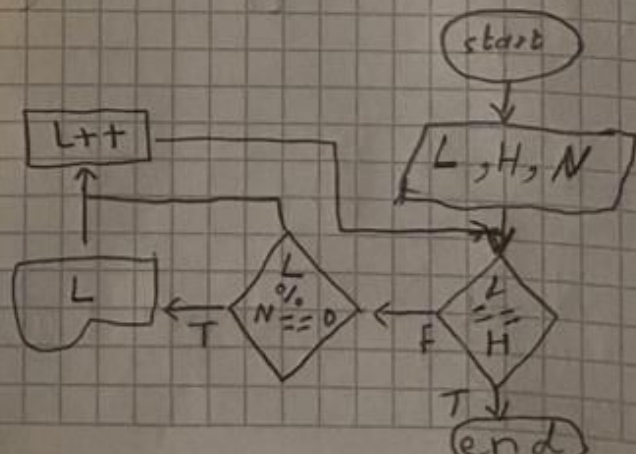 start
L, H, N
L
==
H
T
end
F
L
%
N == 0
T
L
L++